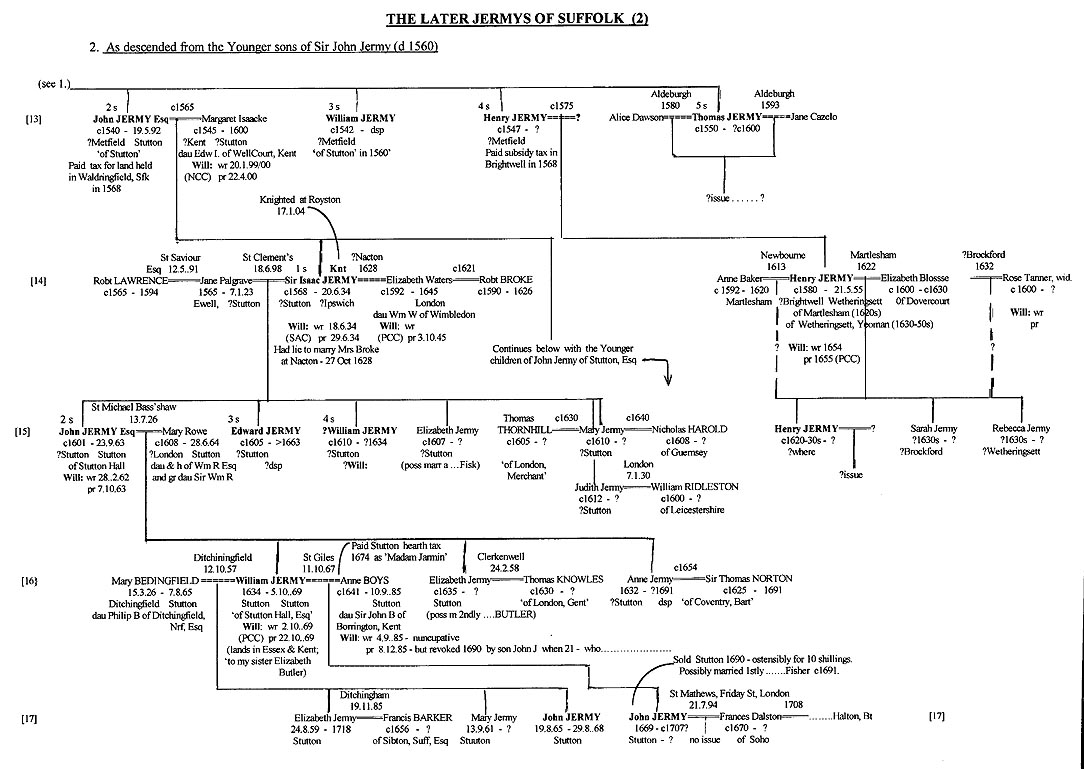 THE LATER JERMYS OF SUFFOLK (2)
2. As descended from the Younger sons of Sir John Jermy (d 1560)
(see 1.)
[13]
2 s c1565
John JERMY Esq Margaret Isaacke
c1540 - 19.5.92 c1545 - 1600
?Metfield Stutton ?Kent ?Stutton
'of Stutton' dau Edw I. of WellCourt, Kent
Paid tax for land held Will: wr 20.1.99/00
in Waldringfield, Sfk (NCC) pr 22.4.00
in 1568
3 s
William JERMY
c1542 - dsp
?Metfield
'of Stutton' in 1560'
4 s c1575
Henry JERMY ?
c1547 - ?
?Metfield
Paid subsidy tax in
Brightwell in 1568
Aldeburgh Aldeburgh
1580 5 s 1593
Alice Dawson Thomas JERMY Jane Cazelo
c1550 - ?c1600
?issue . . . . . . ?
Knighted at Royston
17.1.04
[14]
St Saviour St Clement's ?Nacton
Esq 12.5..91 18.6.98 1 s Knt 1628 c1621
Robt LAWRENCE Jane Palgrave Sir Isaac JERMY Elizabeth Waters Robt BROKE
c1565 - 1594 1565 - 7.1.23 c1568 - 20.6.34 c1592 - 1645 c1590 - 1626
Ewell, ?Stutton ?Stutton ?Ipswich London
dau Wm W of Wimbledon
Will: wr 18.6.34 Will: wr
(SAC) pr 29.6.34 (PCC) pr 3.10.45
Had lic to marry Mrs Broke
at Nacton - 27 Oct 1628
Continues below with the Younger
children of John Jermy of Stutton, Esq
Newbourne Martlesham ?Brockford
1613 1622 1632
Anne Baker Henry JERMY Elizabeth Blossse Rose Tanner, wid.
c 1592 - 1620 c1580 - 21.5.55 c 1600 - c1630 c 1600 - ?
Martlesham ?Brightwell Wetheringsett 0f Dovercourt
of Martlesham (1620s) Will: wr
of Wetheringsett, Yeoman (1630-50s) pr
Will: wr 1654
? pr 1655 (PCC) ?
[15]
St Michael Bass'shaw
2 s 13.7.26
John JERMY Esq Mary Rowe
c1601 - 23.9.63 c1608 - 28.6.64
?Stutton Stutton ?London Stutton
of Stutton Hall dau & h of Wm R Esq
Will: wr 28..2.62 and gr dau Sir Wm R
pr 7.10.63
3 s
Edward JERMY
c1605 - >1663
?Stutton
?dsp
4 s
?William JERMY
c1610 - ?1634
?Stutton
?Will:
Elizabeth Jermy
c1607 - ?
?Stutton
(poss marr a ...Fisk)
Thomas c1630 c1640
THORNHILL Mary Jermy Nicholas HAROLD
c1605 - ? c1610 - ? c1608 - ?
?Stutton of Guernsey
'of London,
Merchant'
London
7.1.30
Judith Jermy William RIDLESTON
c1612 - ? c1600 - ?
?Stutton of Leicestershire
Henry JERMY ?
c1620-30s - ?
?where
?issue
Sarah Jermy
?1630s - ?
?Brockford
Rebecca Jermy
?1630s - ?
?Wetheringsett
[16]
Ditchiningfield St Giles
12.10.57 11.10.67
Paid Stutton hearth tax
1674 as 'Madam Jarmin'
Mary BEDINGFIELD William JERMY Anne BOYS
15.3.26 - 7.8.65 1634 - 5.10..69 c1641 - 10.9..85
Ditchingfield Stutton Stutton Stutton Stutton
dau Philip B of Ditchingfield, 'of Stutton Hall, Esq' dau Sir John B of
Nrf, Esq Will: wr 2.10..69 Borrington, Kent
(PCC) pr 22.10..69 Will: wr 4.9..85 - nuncupative
(lands in Essex & Kent; pr 8.12.85 - but revoked 1690 by son John J when 21 - who........................
'to my sister Elizabeth
Butler)
Clerkenwell
24.2.58
Elizabeth Jermy Thomas KNOWLES
c1635 - ? c1630 - ?
Stutton 'of London, Gent'
(poss m 2ndly ....BUTLER)
c1654
Anne Jermy Sir Thomas NORTON
1632 - ?1691 c1625 - 1691
?Stutton dsp 'of Coventry, Bart'
Sold Stutton 1690 - ostensibly for 10 shillings.
Possibly married 1stly .......Fisher c1691.
[17]
Ditchingham
19.11.85
Elizabeth Jermy Francis BARKER
24.8.59 - 1718 c1656 - ?
Stutton of Sibton, Suff, Esq
Mary Jermy
13.9.61 - ?
Stuutton
John JERMY
19.8.65 - 29.8..68
Stutton
St Mathews, Friday St, London
21.7.94 1708
John JERMY Frances Dalston ........Halton, Bt
1669 - c1707? c1670 - ?
Stutton - ? no issue of Soho
[17]